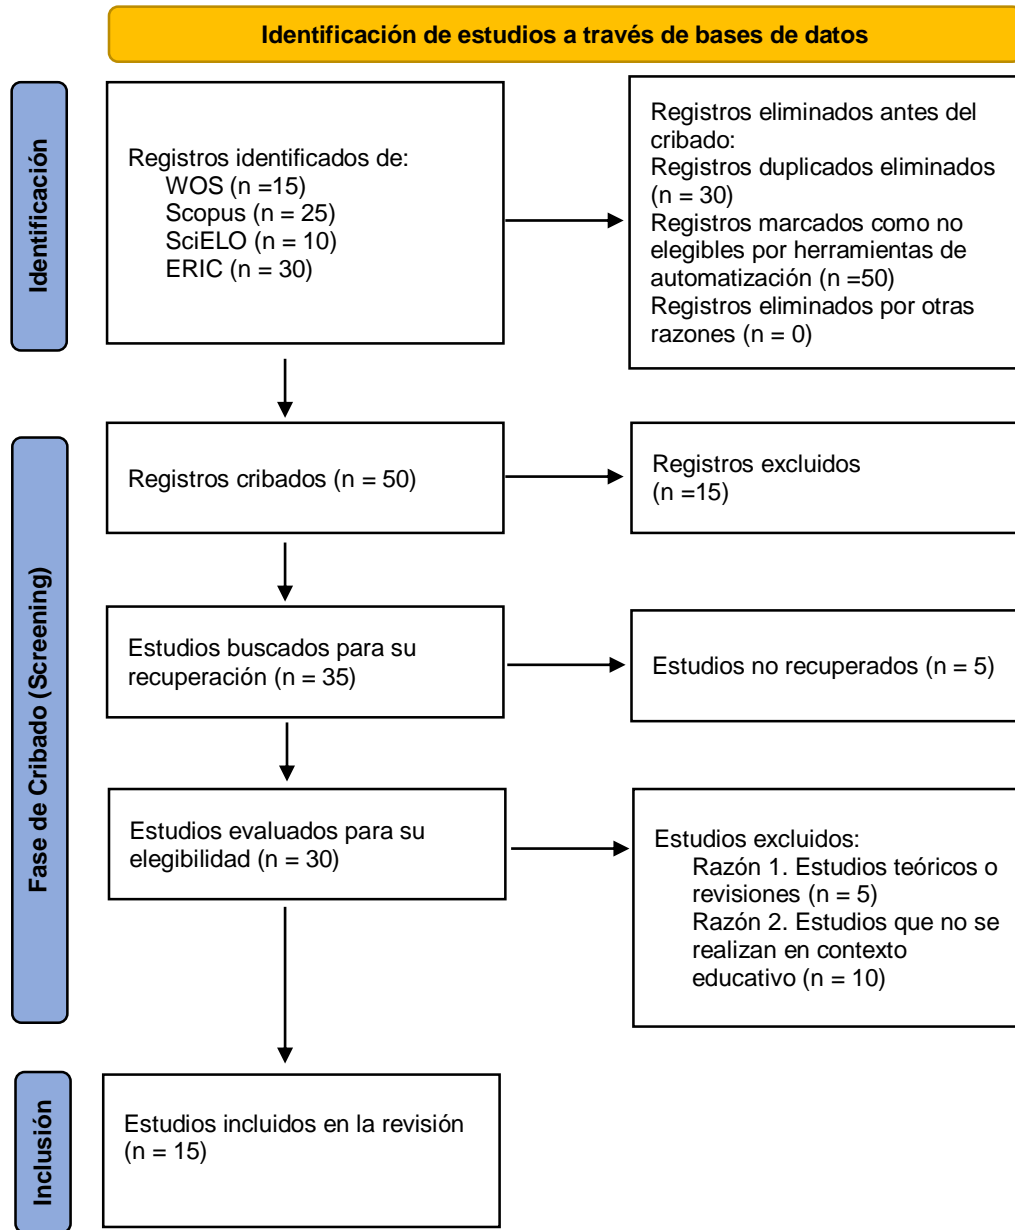 Identificación de estudios a través de bases de datos
Identificación
Registros identificados de:
WOS (n =15)
Scopus (n = 25)
SciELO (n = 10)
ERIC (n = 30)
Registros eliminados antes del
cribado:
Registros duplicados eliminados
(n = 30)
Registros marcados como no
elegibles por herramientas de
automatización (n =50)
Registros eliminados por otras
razones (n = 0)
Fase de Cribado (Screening)
Registros cribados (n = 50)
Registros excluidos
(n =15)
Estudios buscados para su
recuperación (n = 35)
Estudios no recuperados (n = 5)
Estudios evaluados para su
elegibilidad (n = 30)
Estudios excluidos:
Razón 1. Estudios teóricos o
revisiones (n = 5)
Razón 2. Estudios que no se
realizan en contexto
educativo (n = 10)
Inclusión
Estudios incluidos en la revisión
(n = 15)